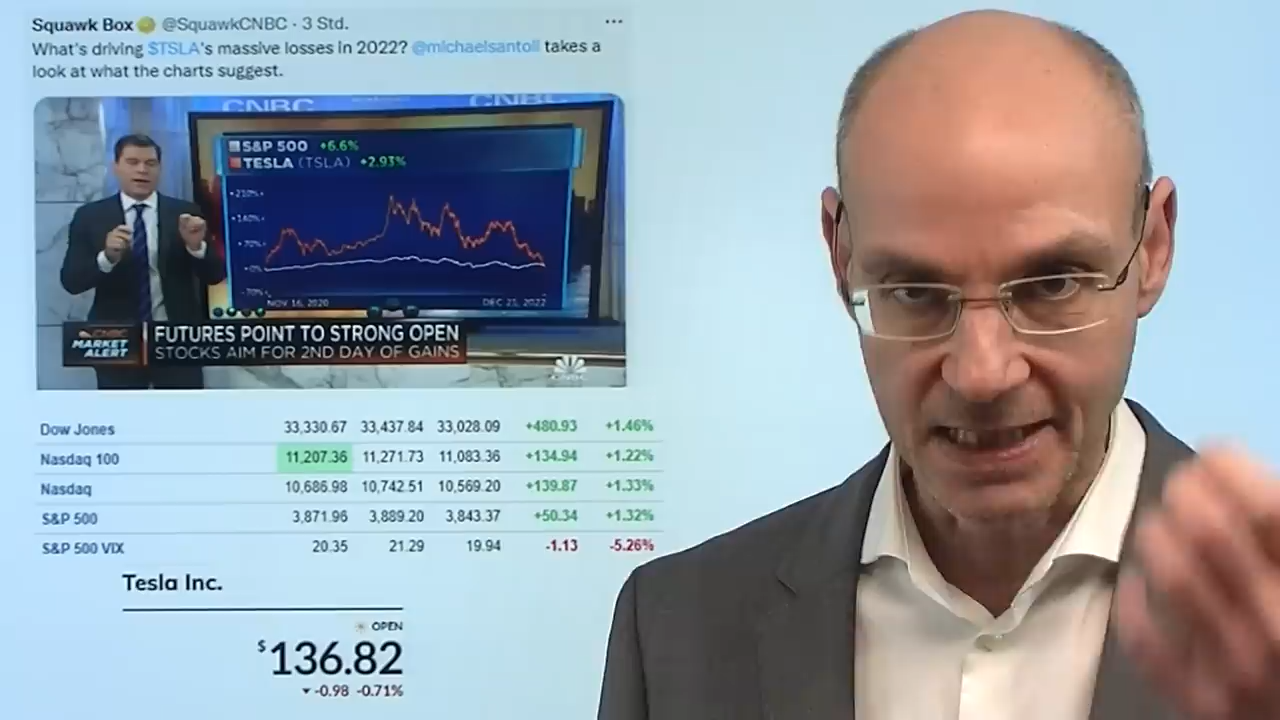 Squawk Box @SquawkCNBC · 3 Std.
What's driving $TSLA's massive losses in 2022? @michaelsantoli takes a
look at what the charts suggest.
CNBC
CNBC
S&P 500 +6.6%
TESLA (TSLA) +2.93%
+210%
+140%
+70%
+0%
-70%
NOV 16, 2020 DEC 21, 2022
CNBC
MARKET
ALERT
FUTURES POINT TO STRONG OPEN
STOCKS AIM FOR 2ND DAY OF GAINS
CNBC
Dow Jones 33,330.67 33,437.84 33,028.09 +480.93 +1.46%
Nasdaq 100 11,207.36 11,271.73 11,083.36 +134.94 +1.22%
Nasdaq 10,686.98 10,742.51 10,569.20 +139.87 +1.33%
S&P 500 3,871.96 3,889.20 3,843.37 +50.34 +1.32%
S&P 500 VIX 20.35 21.29 19.94 -1.13 -5.26%
Tesla Inc.
OPEN
$136.82
▼ -0.98 -0.71%